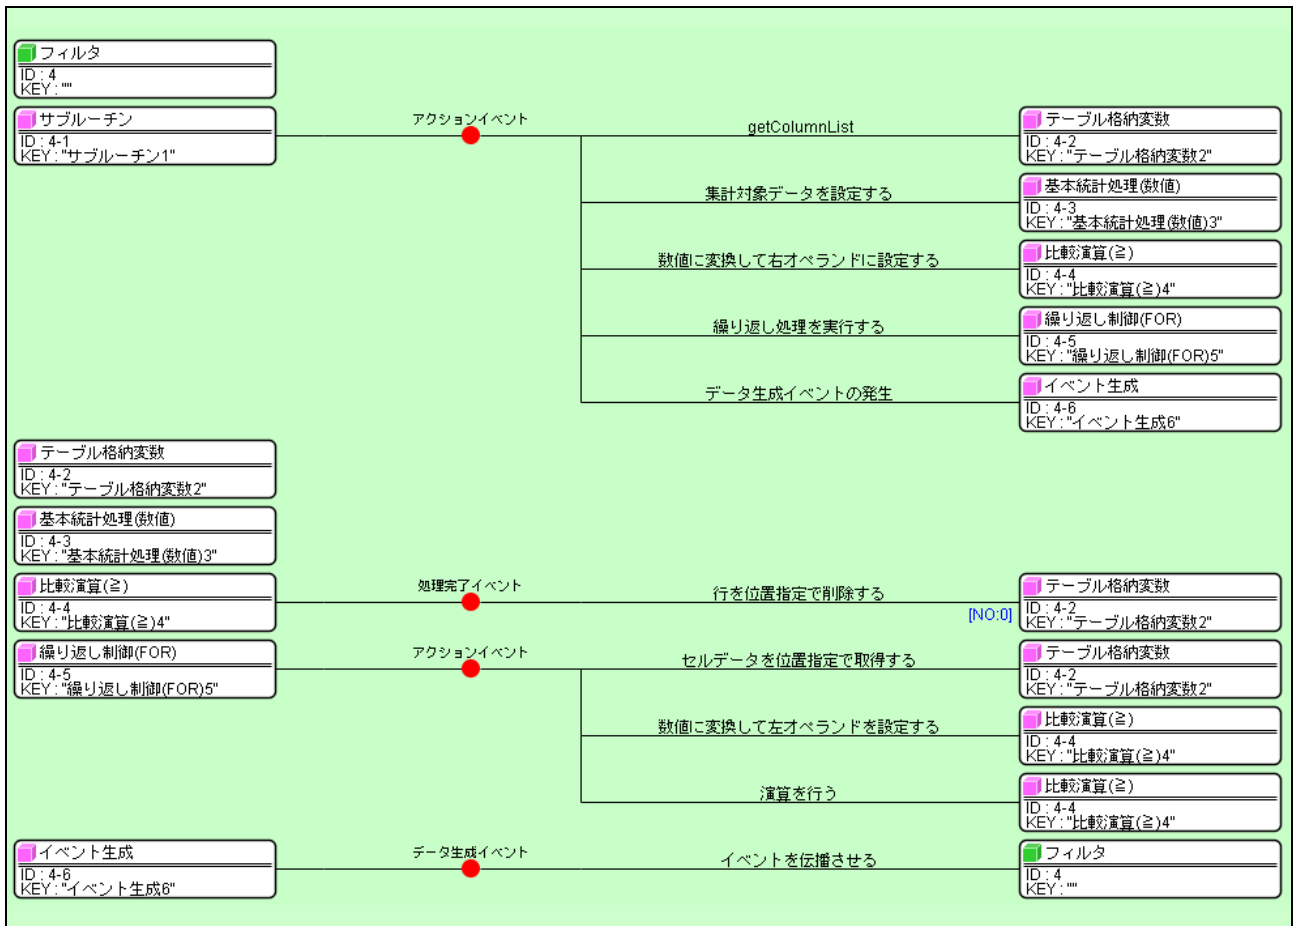 フィルタ
ID : 4
KEY : ""
サブルーチン
ID : 4-1
KEY : "サブルーチン1"
アクションイベント
getColumnList
テーブル格納変数
ID : 4-2
KEY : "テーブル格納変数2"
集計対象データを設定する
基本統計処理(数値)
ID : 4-3
KEY : "基本統計処理(数値)3"
数値に変換して右オペランドに設定する
比較演算(≧)
ID : 4-4
KEY : "比較演算(≧)4"
繰り返し処理を実行する
繰り返し制御(FOR)
ID : 4-5
KEY : "繰り返し制御(FOR)5"
データ生成イベントの発生
イベント生成
ID : 4-6
KEY : "イベント生成6"
テーブル格納変数
ID : 4-2
KEY : "テーブル格納変数2"
基本統計処理(数値)
ID : 4-3
KEY : "基本統計処理(数値)3"
比較演算(≧)
ID : 4-4
KEY : "比較演算(≧)4"
処理完了イベント
行を位置指定で削除する
[NO:0]
テーブル格納変数
ID : 4-2
KEY : "テーブル格納変数2"
繰り返し制御(FOR)
ID : 4-5
KEY : "繰り返し制御(FOR)5"
アクションイベント
セルデータを位置指定で取得する
テーブル格納変数
ID : 4-2
KEY : "テーブル格納変数2"
数値に変換して左オペランドを設定する
比較演算(≧)
ID : 4-4
KEY : "比較演算(≧)4"
演算を行う
比較演算(≧)
ID : 4-4
KEY : "比較演算(≧)4"
イベント生成
ID : 4-6
KEY : "イベント生成6"
データ生成イベント
イベントを伝播させる
フィルタ
ID : 4
KEY : ""